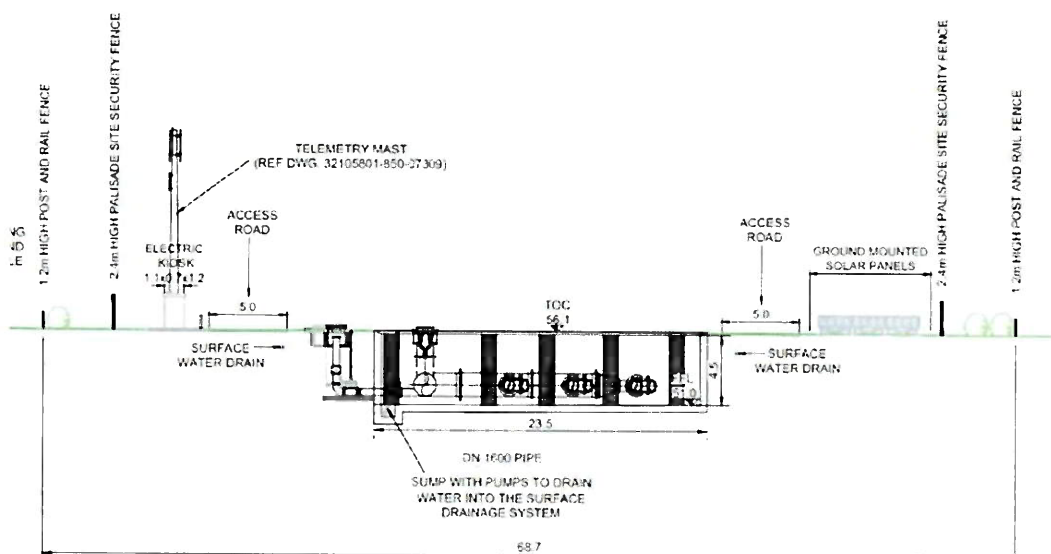 1.2m HIGH POST AND RAIL FENCE
2.4m HIGH PALISADE SITE SECURITY FENCE
TELEMETRY MAST
(REF DWG: 32105801-850-07309)
ACCESS
ROAD
ELECTRIC
KIOSK
5.0
SURFACE
WATER DRAIN
TOC
56.1
ACCESS
ROAD
5.0
GROUND MOUNTED
SOLAR PANELS
2.4m HIGH PALISADE SITE SECURITY FENCE
1.2m HIGH POST AND RAIL FENCE
SURFACE
WATER DRAIN
4.5
23.5
DN 1600 PIPE
SUMP WITH PUMPS TO DRAIN
WATER INTO THE SURFACE
DRAINAGE SYSTEM
68.7